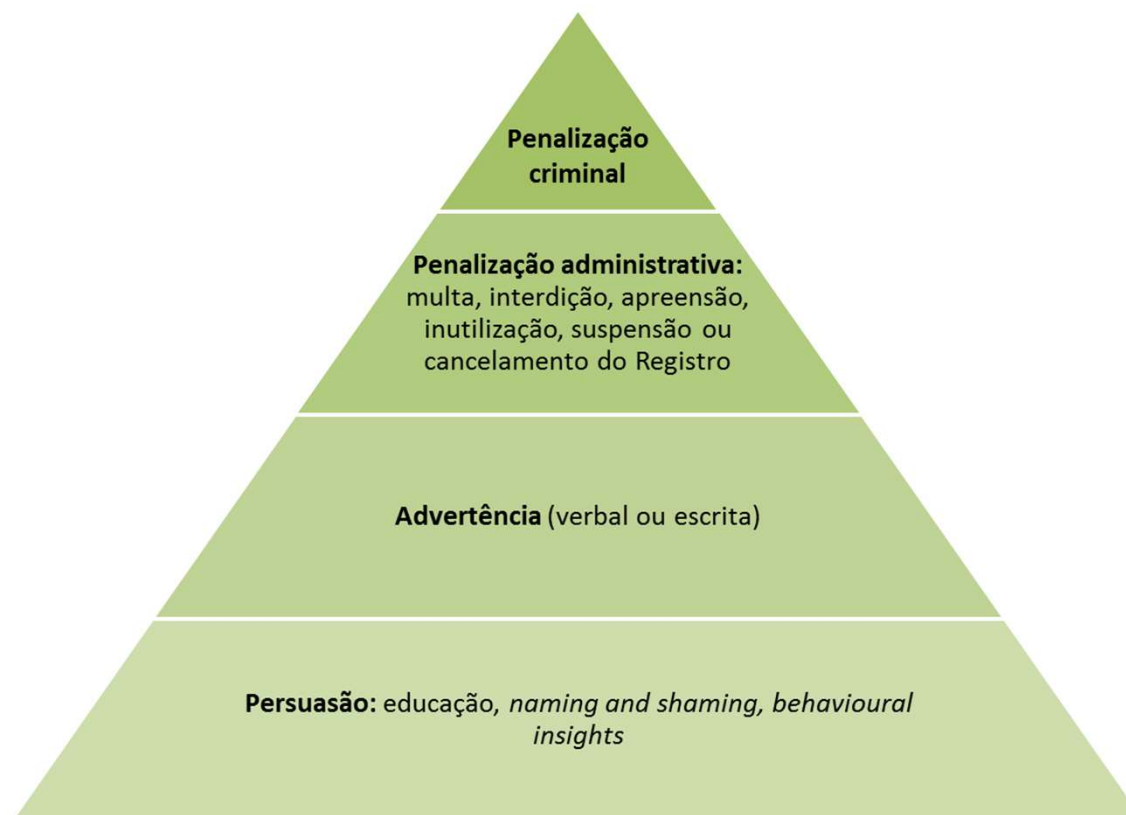 Penalização
criminal
Penalização administrativa:
multa, interdição, apreensão,
inutilização, suspensão ou
cancelamento do Registro
Advertência (verbal ou escrita)
Persuasão: educação, naming and shaming, behavioural
insights